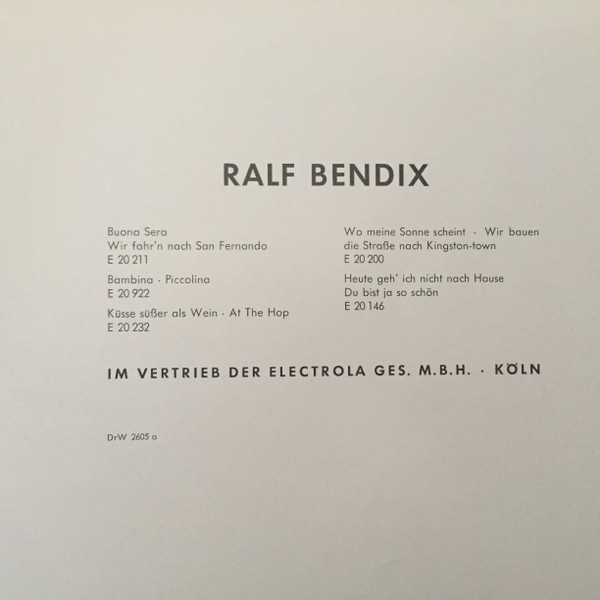 RALF BENDIX
Buona Sera
Wir fahr'n nach San Fernando
E 20 211
Bambina · Piccolina
E 20 922
Küsse süßer als Wein · At The Hop
E 20 232
Wo meine Sonne scheint · Wir bauen
die Straße nach Kingston-town
E 20 200
Heute geh' ich nicht nach Hause
Du bist ja so schön
E 20 146
IM VERTRIEB DER ELECTROLA GES. M.B.H. · KÖLN
DrW 2605 a